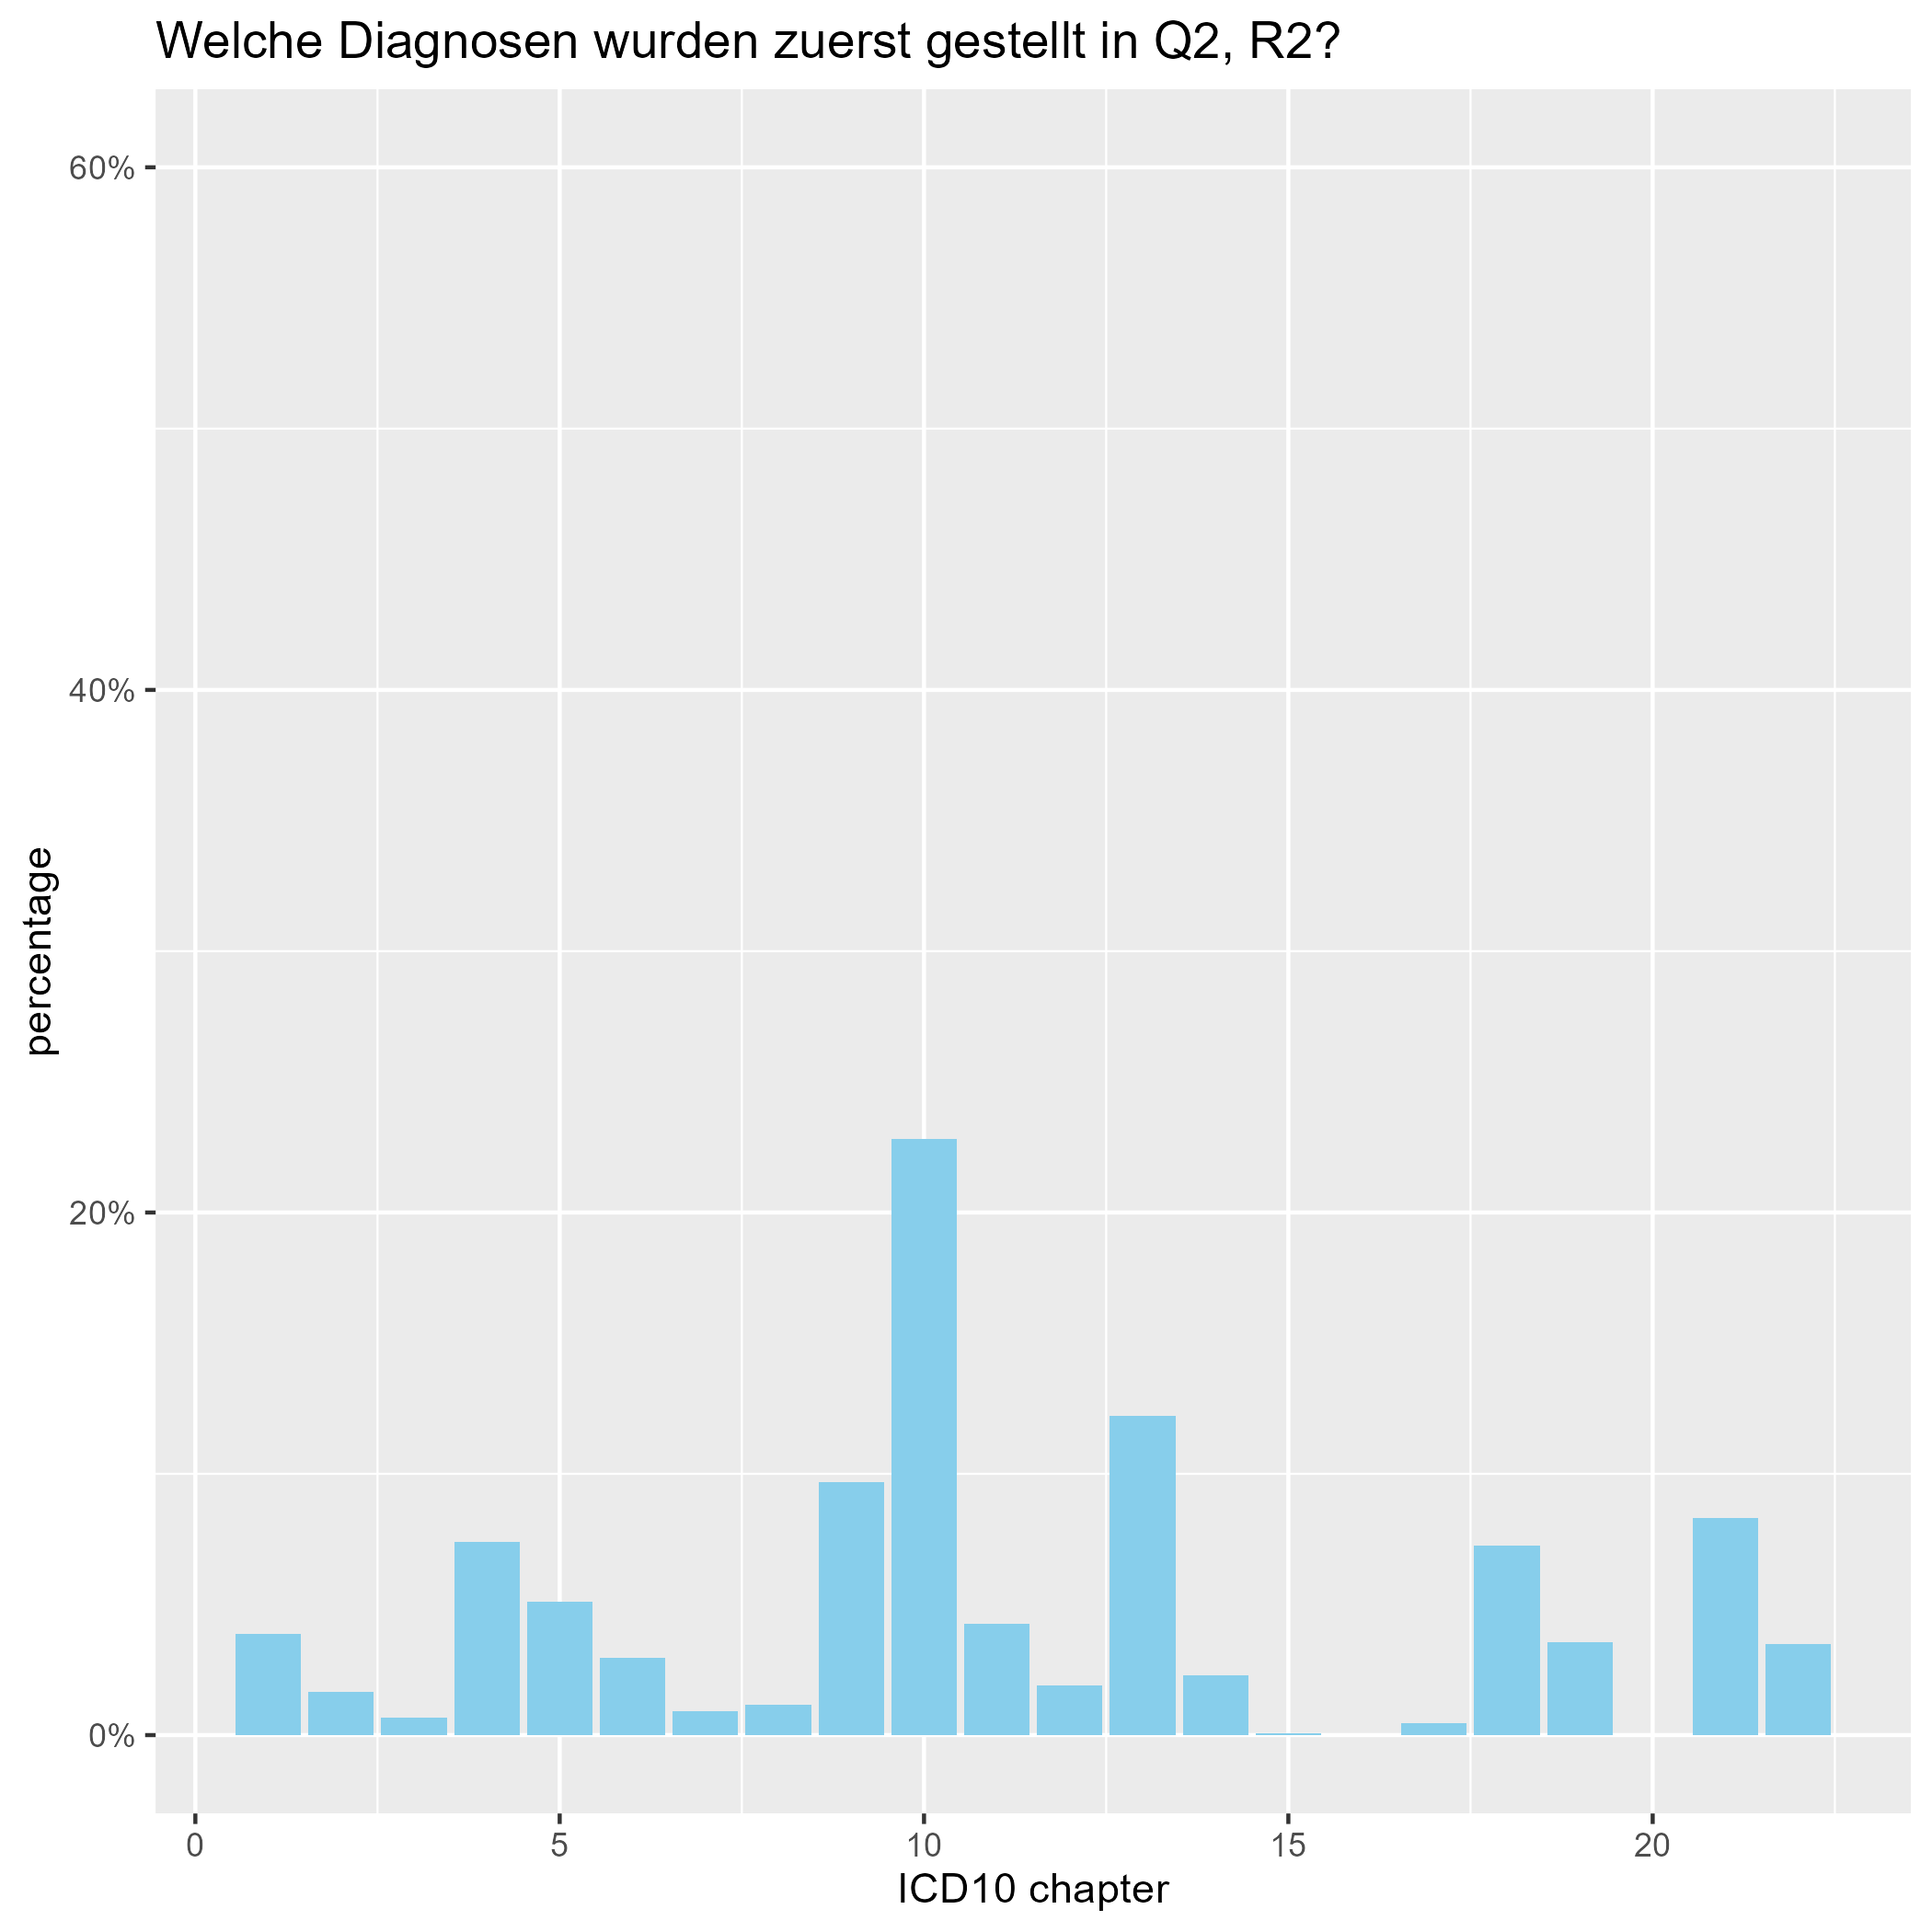 Welche Diagnosen wurden zuerst gestellt in Q2, R2?
percentage
60%
40%
20%
0%
0 5 10 15 20
ICD10 chapter